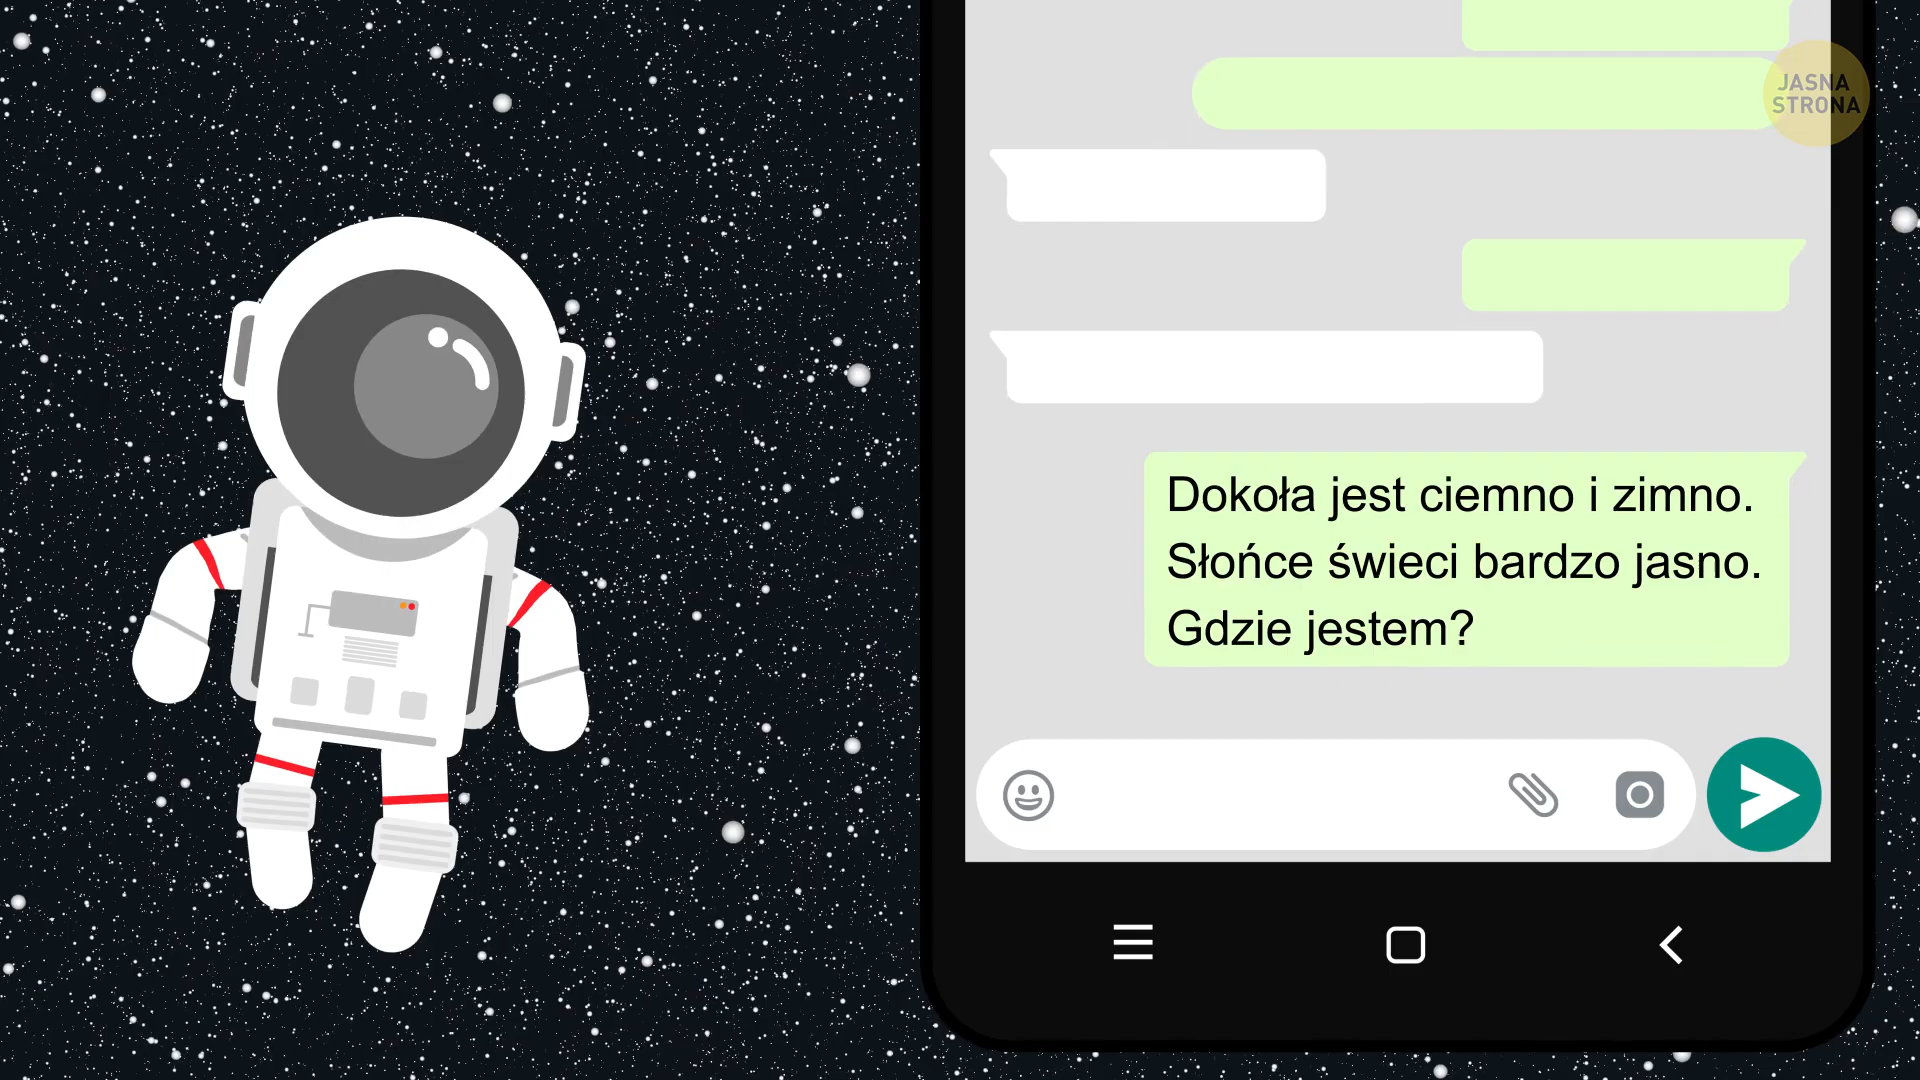 JASNA
STRONA
Dokoła jest ciemno i zimno.
Słońce świeci bardzo jasno.
Gdzie jestem?